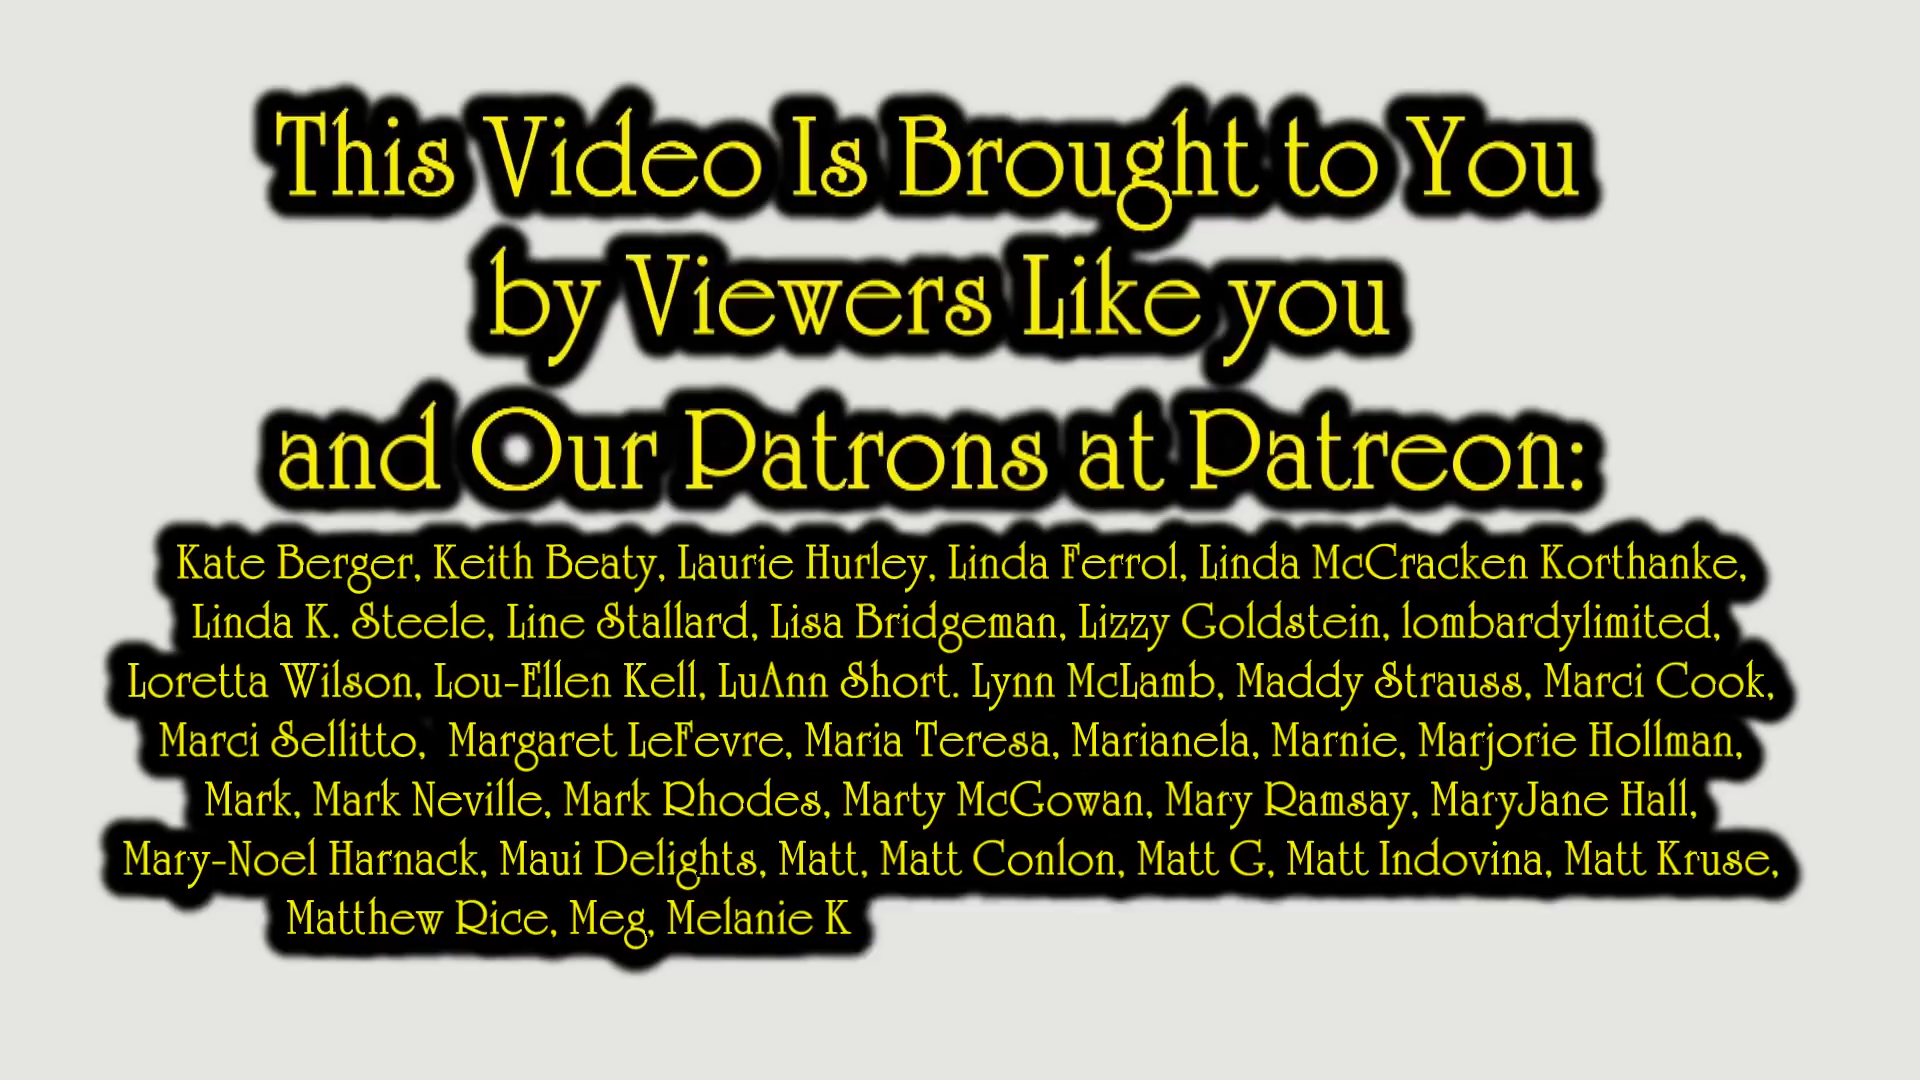 This Video Is Brought to You
by Viewers Like you
and Our Patrons at Patreon:
Kate Berger, Keith Beaty, Laurie Hurley, Linda Ferrol, Linda McCracken Korthanke,
Linda K. Steele, Line Stallard, Lisa Bridgeman, Lizzy Goldstein, lombardylimited,
Loretta Wilson, Lou-Ellen Kell, LuAnn Short. Lynn McLamb, Maddy Strauss, Marci Cook,
Marci Sellitto,  Margaret LeFevre, Maria Teresa, Marianela, Marnie, Marjorie Hollman,
Mark, Mark Neville, Mark Rhodes, Marty McGowan, Mary Ramsay, MaryJane Hall,
Mary-Noel Harnack, Maui Delights, Matt, Matt Conlon, Matt G, Matt Indovina, Matt Kruse,
Matthew Rice, Meg, Melanie K